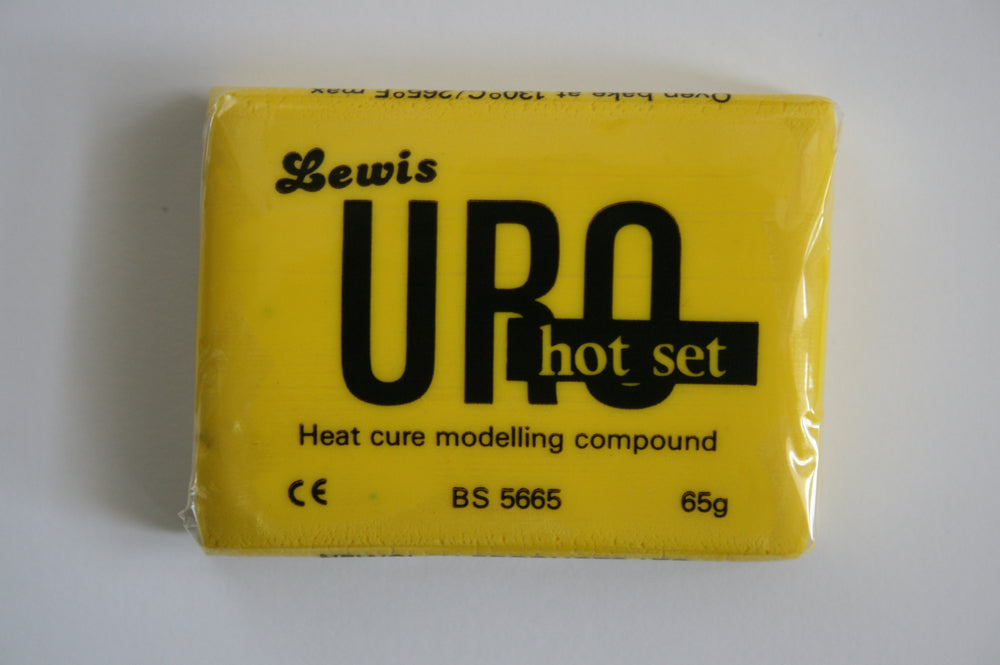 Oven bake at 130°C/265°F max
Lewis
URO
hot set
Heat cure modelling compound
CE BS 5665 65g